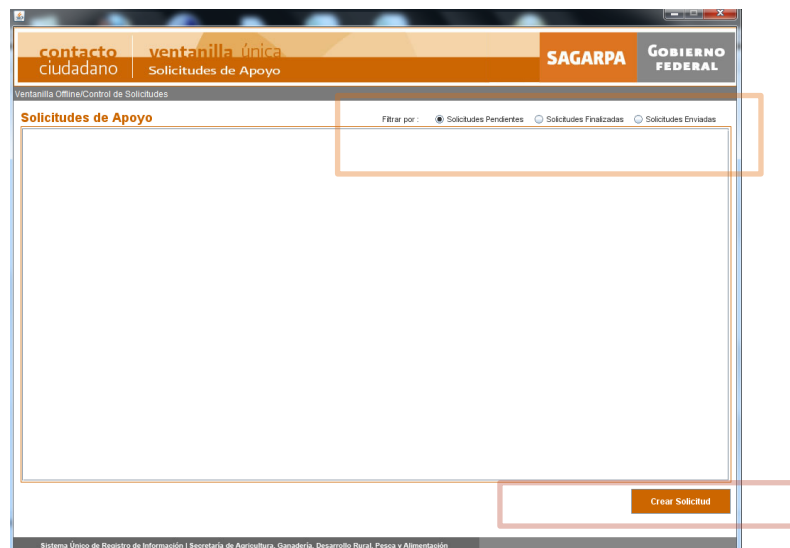 contacto
ciudadano
ventanilla única
Solicitudes de Apoyo
SAGARPA
GOBIERNO
FEDERAL
Ventanilla Offline/Control de Solicitudes
Solicitudes de Apoyo
Filtrar por : Solicitudes Pendientes Solicitudes Finalizadas Solicitudes Enviadas
Crear Solicitud
Sistema Único de Registro de Información | Secretaría de Agricultura, Ganadería, Desarrollo Rural, Pesca y Alimentación